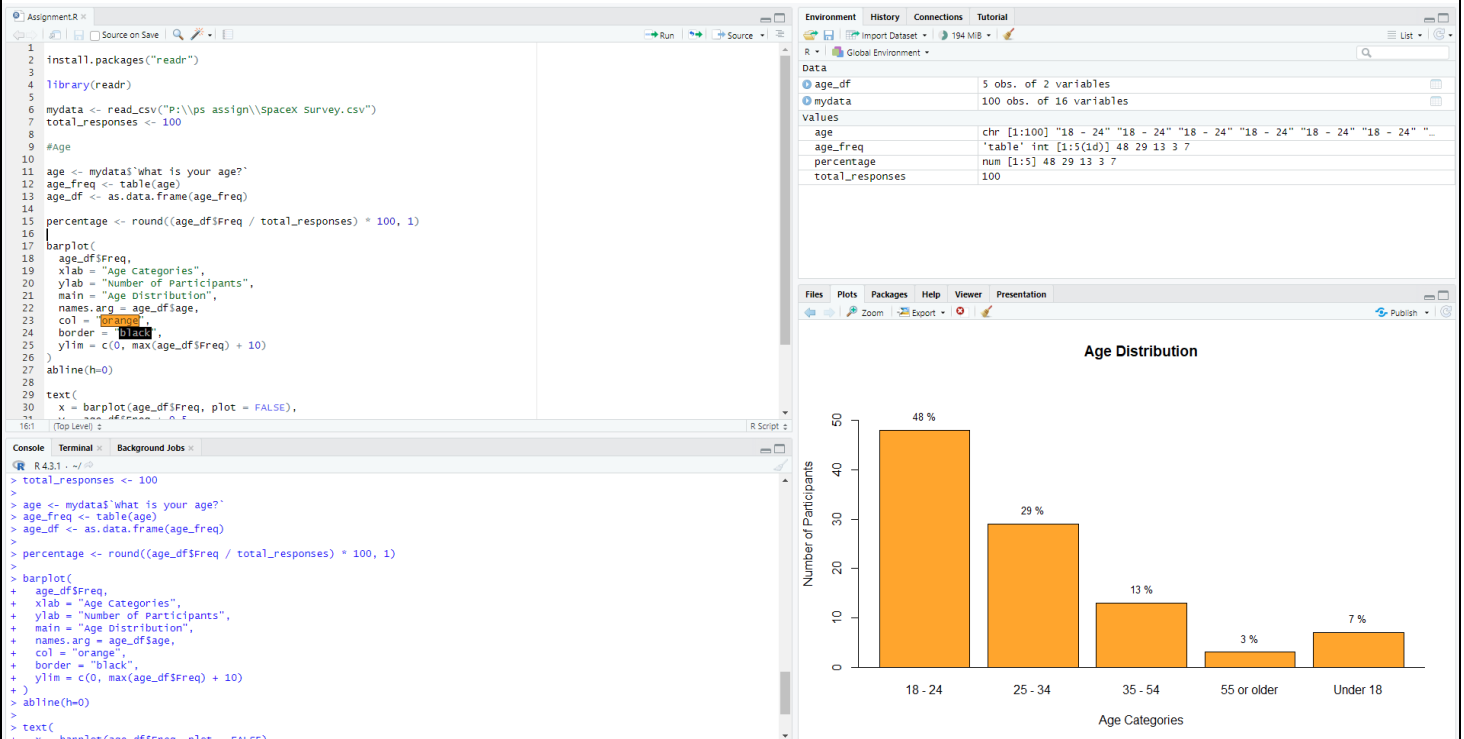 Assignment.R
Source on Save
Run
Source
1
2 install.packages("readr")
3
4 library(readr)
5
6 mydata <- read_csv("P:\\ps assign\\SpaceX Survey.csv")
7 total_responses <- 100
8
9 #Age
10
11 age <- mydata$`what is your age?`
12 age_freq <- table(age)
13 age_df <- as.data.frame(age_freq)
14
15 percentage <- round((age_df$Freq / total_responses) * 100, 1)
16
17 barplot(
18 age_df$Freq,
19 xlab = "Age Categories",
20 ylab = "Number of Participants",
21 main = "Age Distribution",
22 names.arg = age_df$age,
23 col = "orange",
24 border = "black",
25 ylim = c(0, max(age_df$Freq) + 10)
26 )
27 abline(h=0)
28
29 text(
30 x = barplot(age_df$Freq, plot = FALSE),
16:1 (Top Level) R Script
Console Terminal Background Jobs
R 4.3.1 · ~/
> total_responses <- 100
>
> age <- mydata$`what is your age?`
> age_freq <- table(age)
> age_df <- as.data.frame(age_freq)
>
> percentage <- round((age_df$Freq / total_responses) * 100, 1)
>
> barplot(
+ age_df$Freq,
+ xlab = "Age Categories",
+ ylab = "Number of Participants",
+ main = "Age Distribution",
+ names.arg = age_df$age,
+ col = "orange",
+ border = "black",
+ ylim = c(0, max(age_df$Freq) + 10)
+ )
> abline(h=0)
>
> text(
+ x = barplot(age_df$Freq, plot = FALSE),
Environment History Connections Tutorial
Import Dataset 194 MiB List
R Global Environment
Data
age_df 5 obs. of 2 variables
mydata 100 obs. of 16 variables
Values
age chr [1:100] "18 - 24" "18 - 24" "18 - 24" "18 - 24" "18 - 24" "18 - 24" "…
age_freq 'table' int [1:5(1d)] 48 29 13 3 7
percentage num [1:5] 48 29 13 3 7
total_responses 100
Files Plots Packages Help Viewer Presentation
Zoom Export Publish
Age Distribution
Number of Participants
50
40
30
20
10
0
48 %
29 %
13 %
3 %
7 %
18 - 24 25 - 34 35 - 54 55 or older Under 18
Age Categories